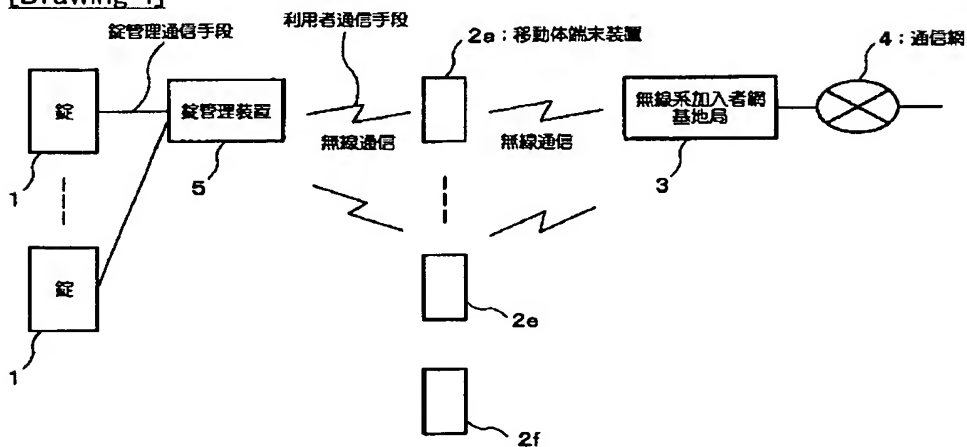 [Drawing 4]
錠管理通信手段
利用者通信手段
2a：移動体端末装置
4：通信網
錠
錠管理装置
無線系加入者網
基地局
無線通信
無線通信
1
5
3
錠
2e
1
2f